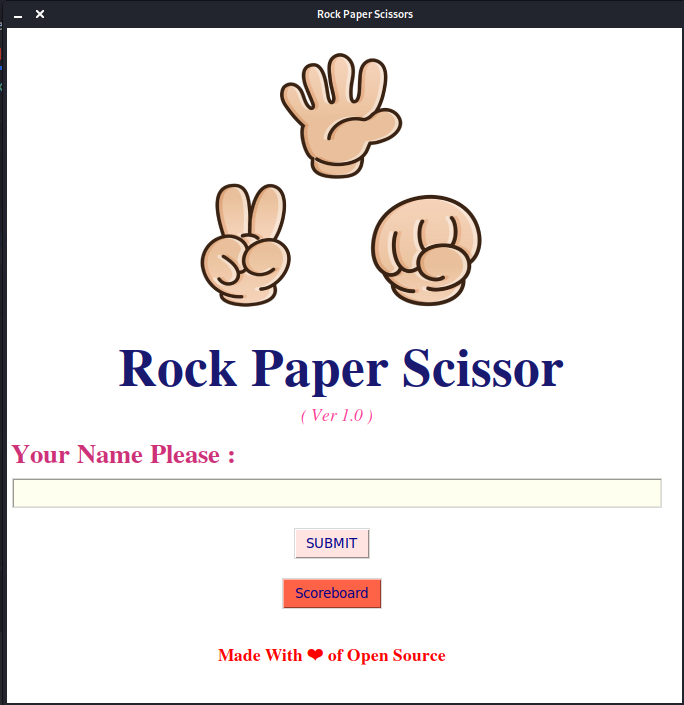 Rock Paper Scissors
Rock Paper Scissor
( Ver 1.0 )
Your Name Please :
SUBMIT
Scoreboard
Made With ❤ of Open Source